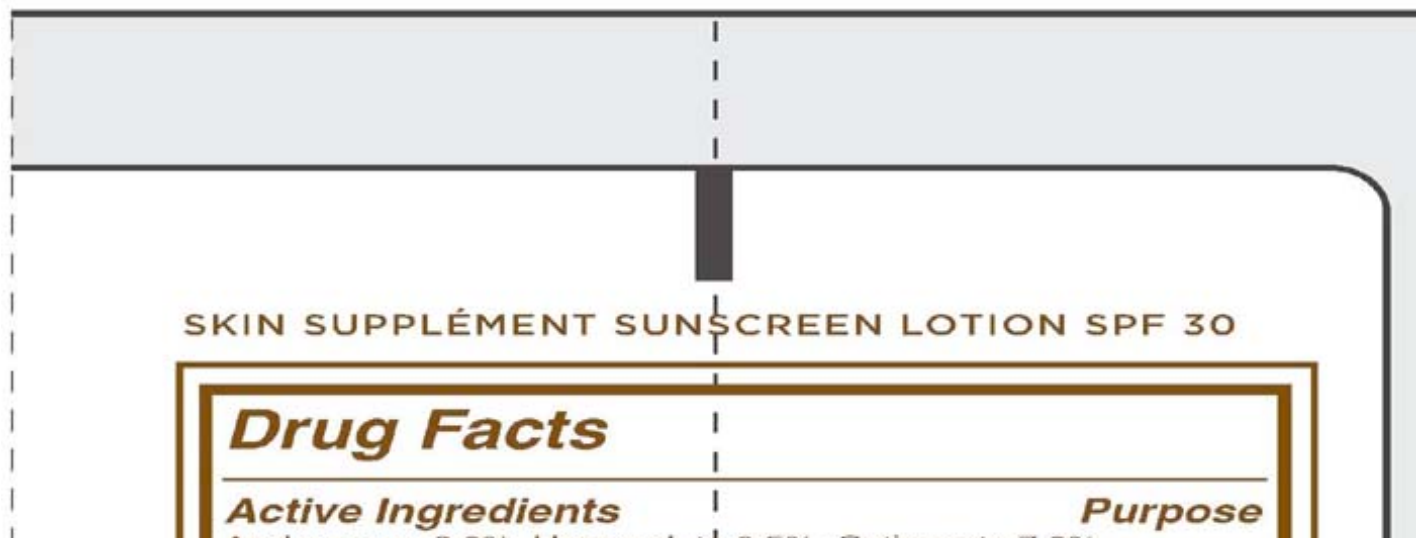 SKIN SUPPLÉMENT SUNSCREEN LOTION SPF 30
Drug Facts
Active Ingredients Purpose